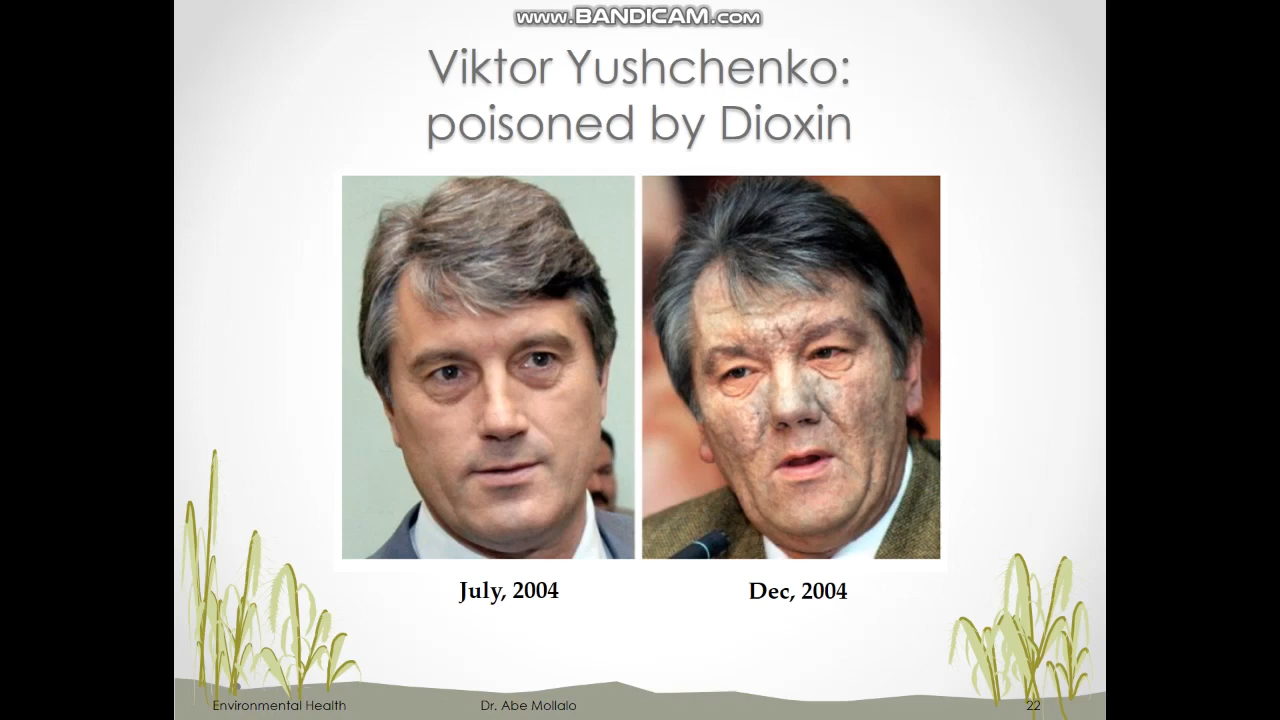 www.BANDICAM.com
Viktor Yushchenko:
poisoned by Dioxin
July, 2004
Dec, 2004
Environmental Health
Dr. Abe Mollalo
22